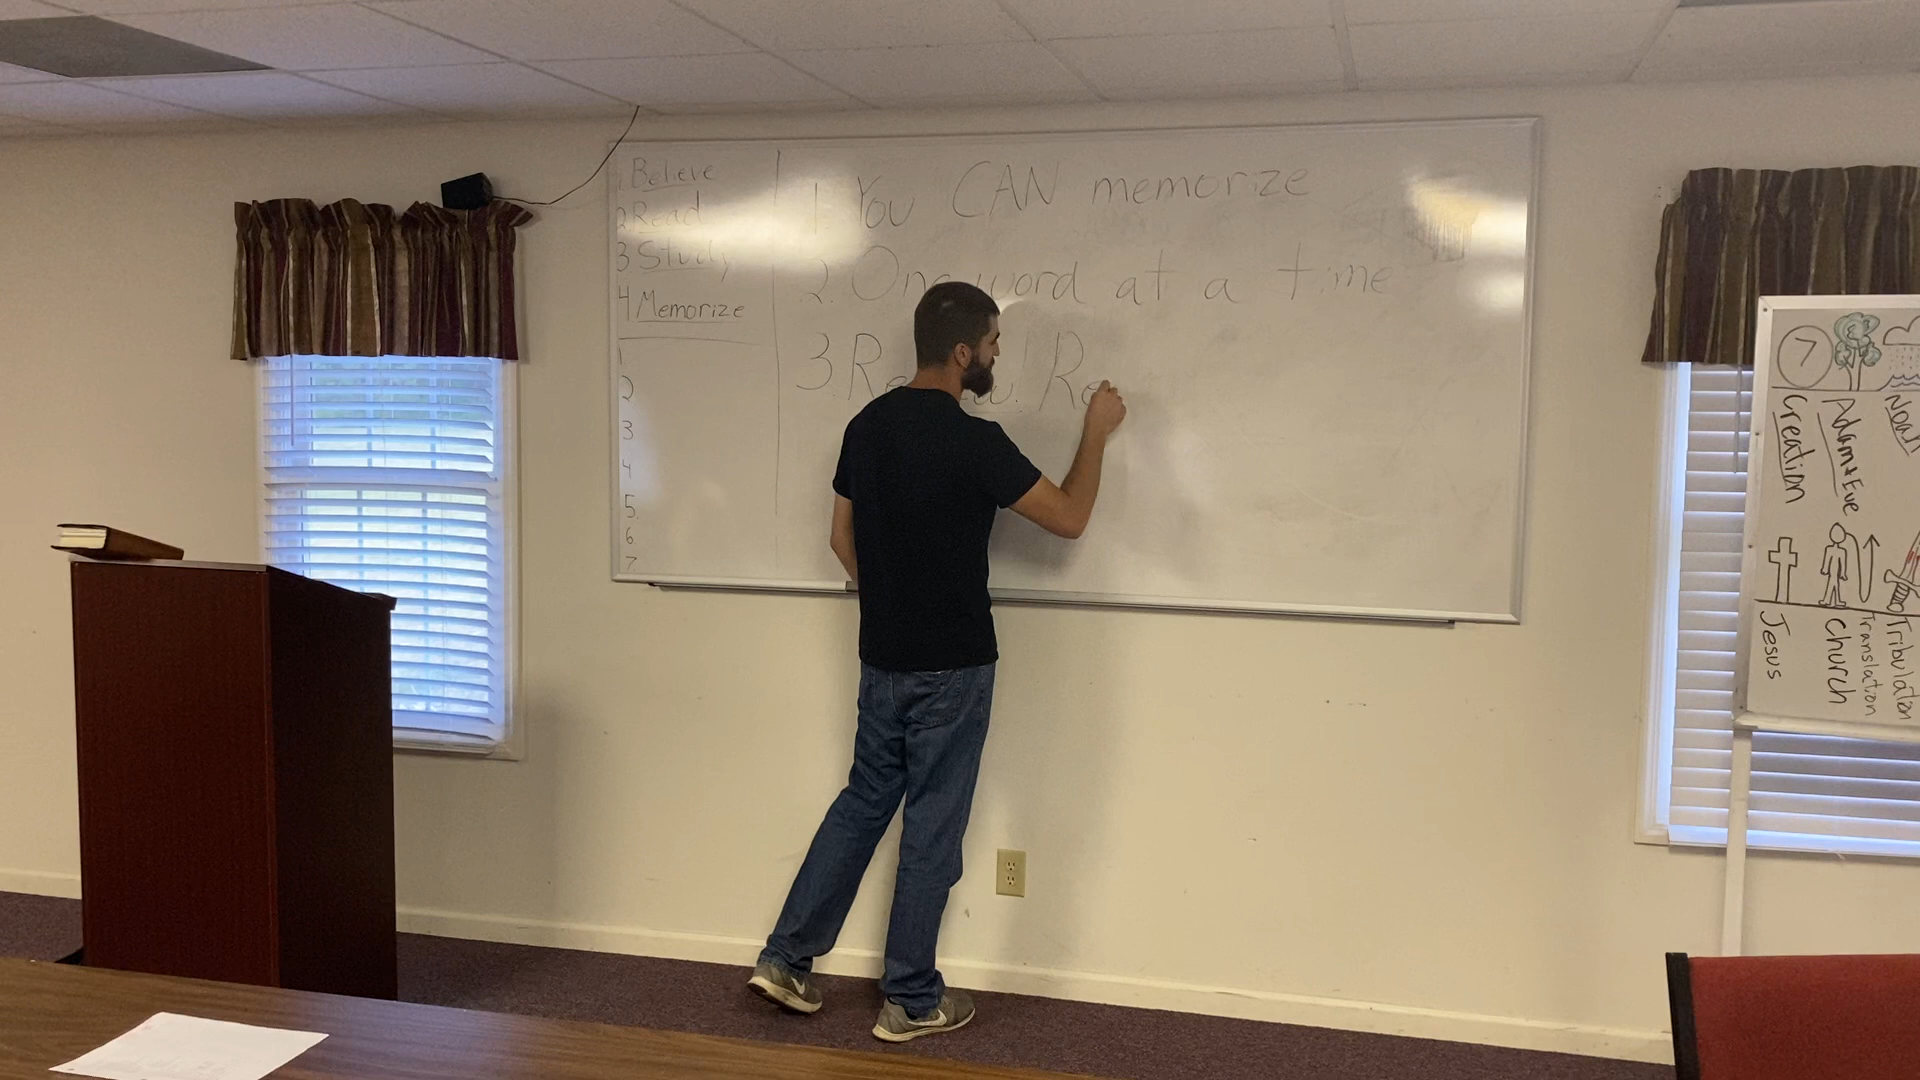 1. Believe
2 Read
3 Study
4 Memorize
1
2
3
4
5.
6
7.
1. You CAN memorize
2. One word at a time
3. Re
! Re
7
Creation
Adam + Eve
Noah
Jesus
Church
Translation
Tribulation